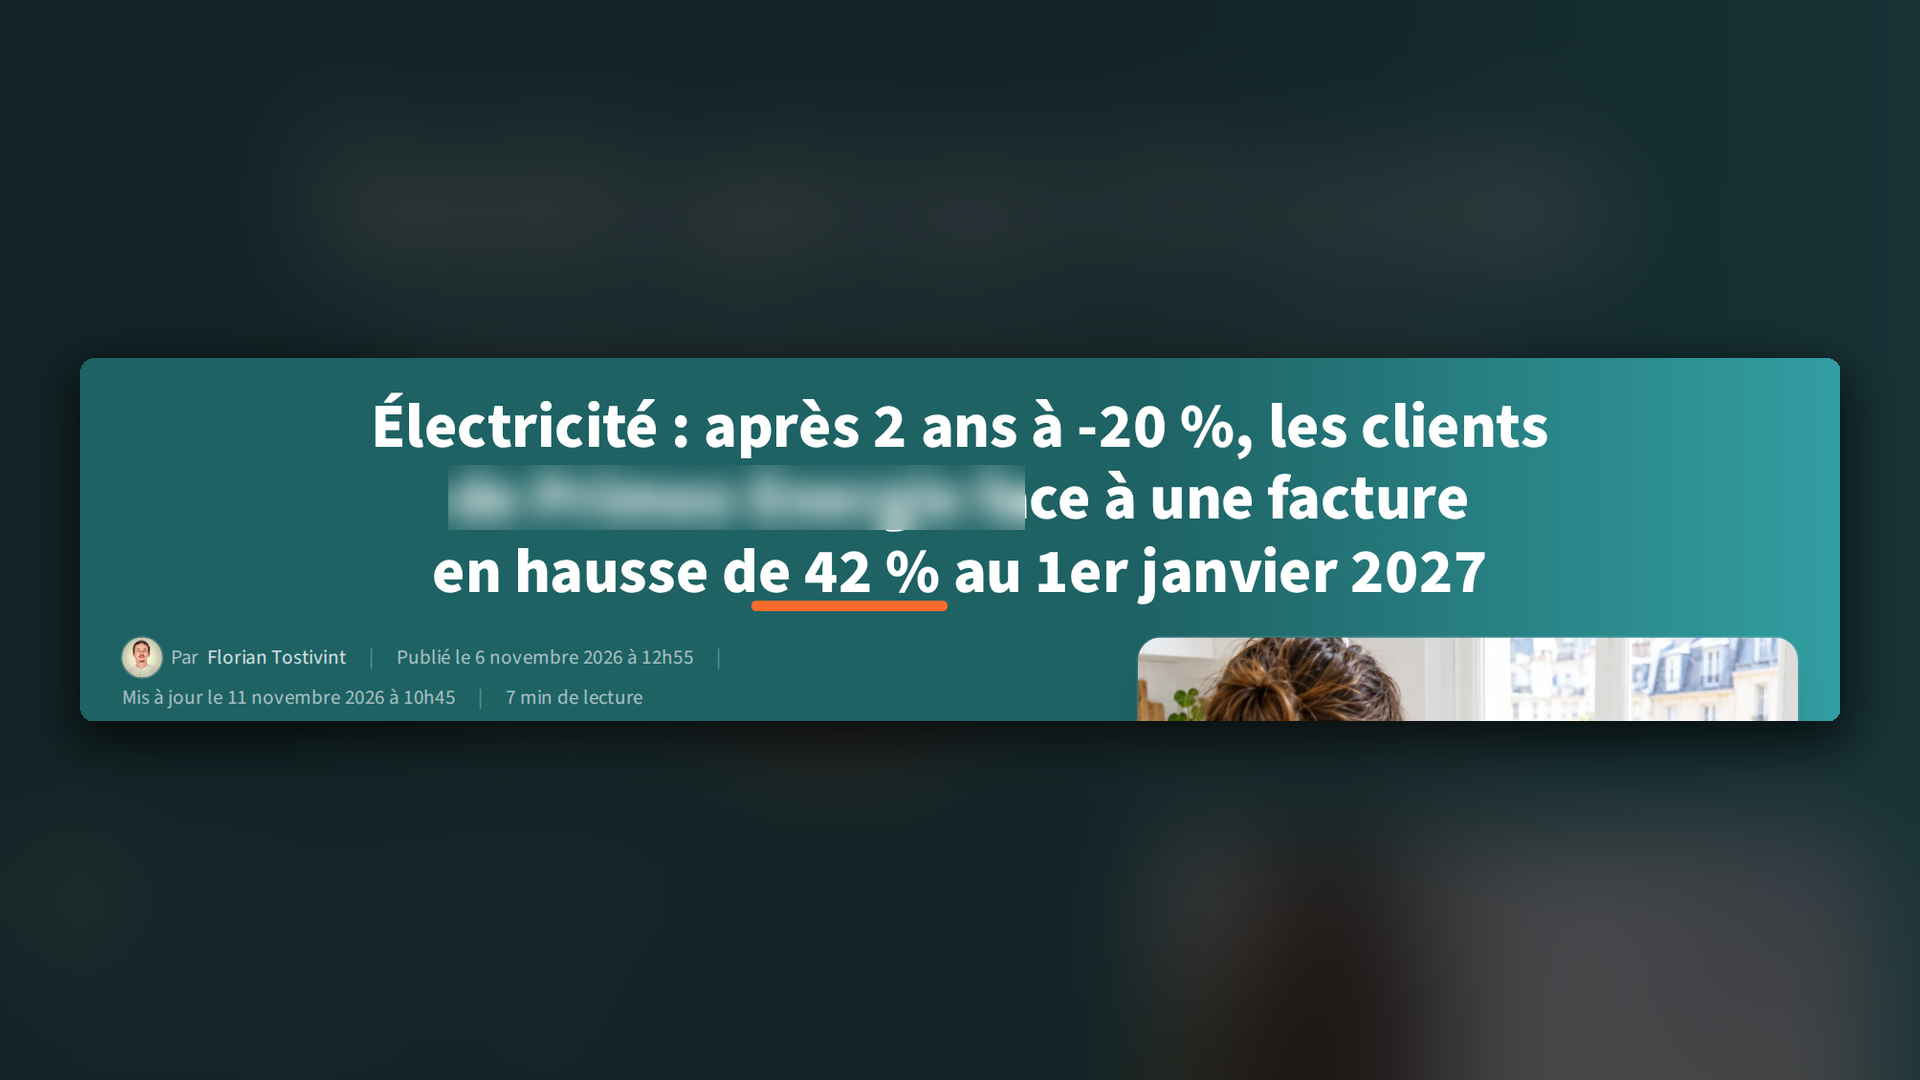 Électricité : après 2 ans à -20 %, les clients
ce à une facture
en hausse de 42 % au 1er janvier 2027
Par Florian Tostivint | Publié le 6 novembre 2026 à 12h55 |
Mis à jour le 11 novembre 2026 à 10h45 | 7 min de lecture